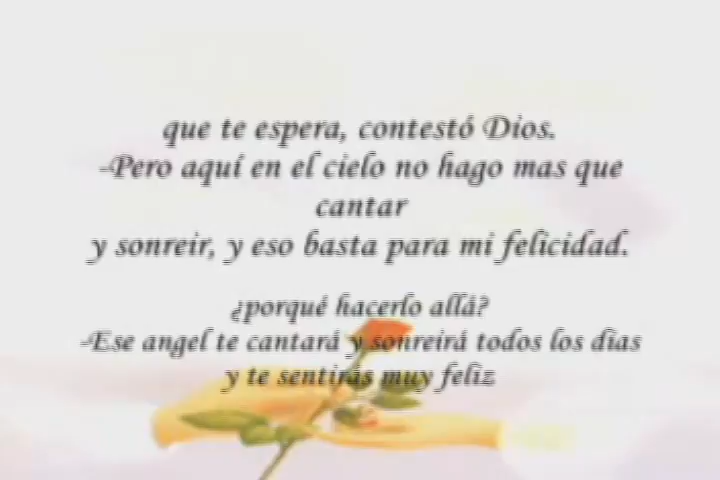 que te espera, contestó Dios.
-Pero aquí en el cielo no hago mas que
cantar
y sonreir, y eso basta para mi felicidad.
¿porqué hacerlo allá?
-Ese angel te cantará y sonreirá todos los dias
y te sentirás muy feliz